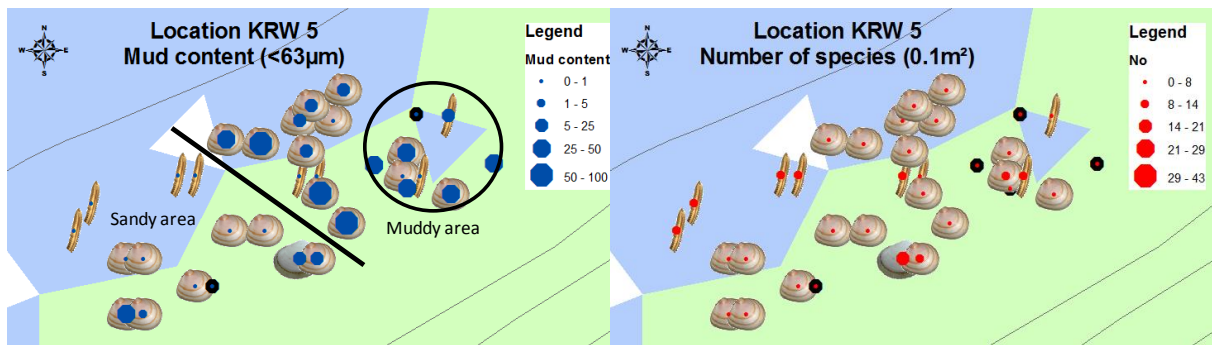 N
W E
S
Location KRW 5
Mud content (<63µm)
Legend
Mud content
0 - 1
1 - 5
5 - 25
25 - 50
50 - 100
Sandy area
Muddy area
N
W E
S
Location KRW 5
Number of species (0.1m²)
Legend
No
0 - 8
8 - 14
14 - 21
21 - 29
29 - 43